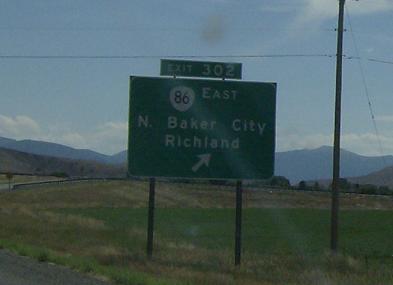 EXIT 302
86 EAST
N. Baker City
Richland